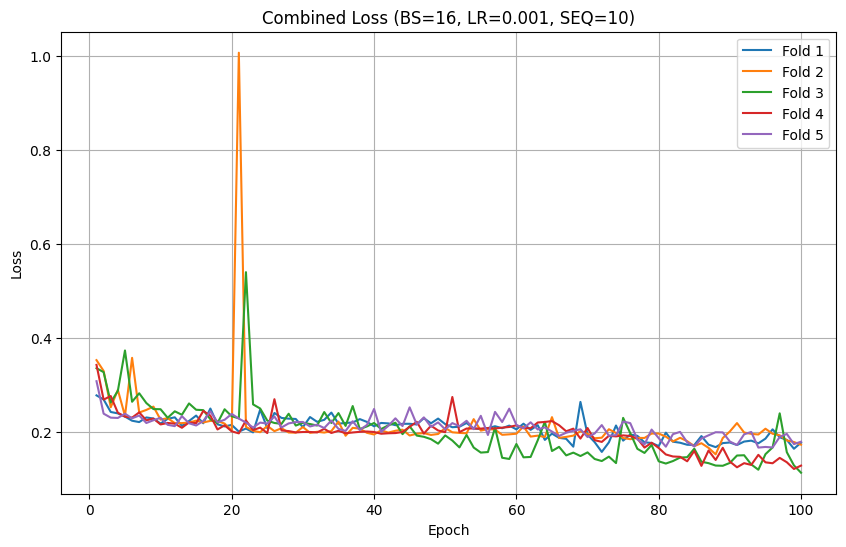 Combined Loss (BS=16, LR=0.001, SEQ=10)
Fold 1
Fold 2
Fold 3
Fold 4
Fold 5
Loss
1.0
0.8
0.6
0.4
0.2
0
20
40
60
80
100
Epoch